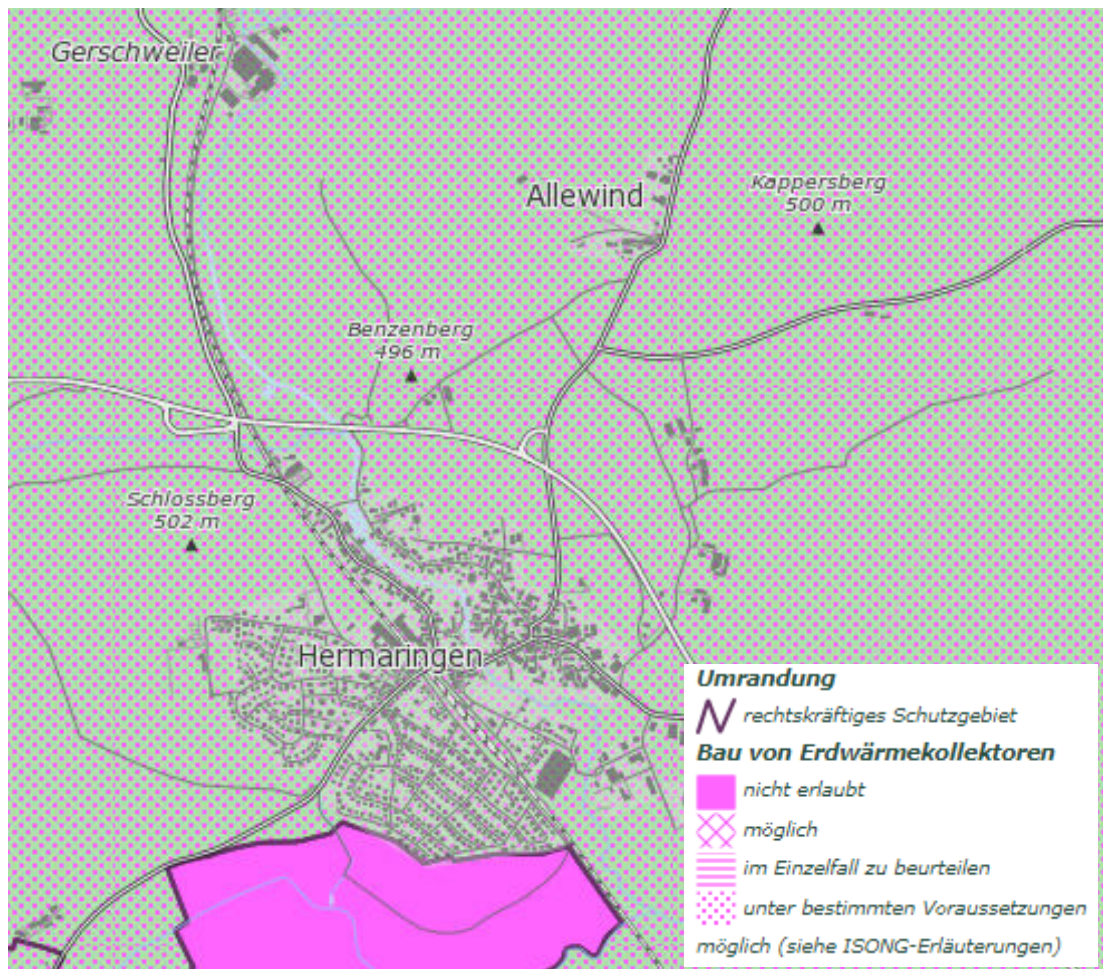 Gerschweiler
Allewind
Kappersberg
500 m
Benzenberg
496 m
Schlossberg
502 m
Hermaringen
Umrandung
rechtskräftiges Schutzgebiet
Bau von Erdwärmekollektoren
nicht erlaubt
möglich
im Einzelfall zu beurteilen
unter bestimmten Voraussetzungen
möglich (siehe ISONG-Erläuterungen)